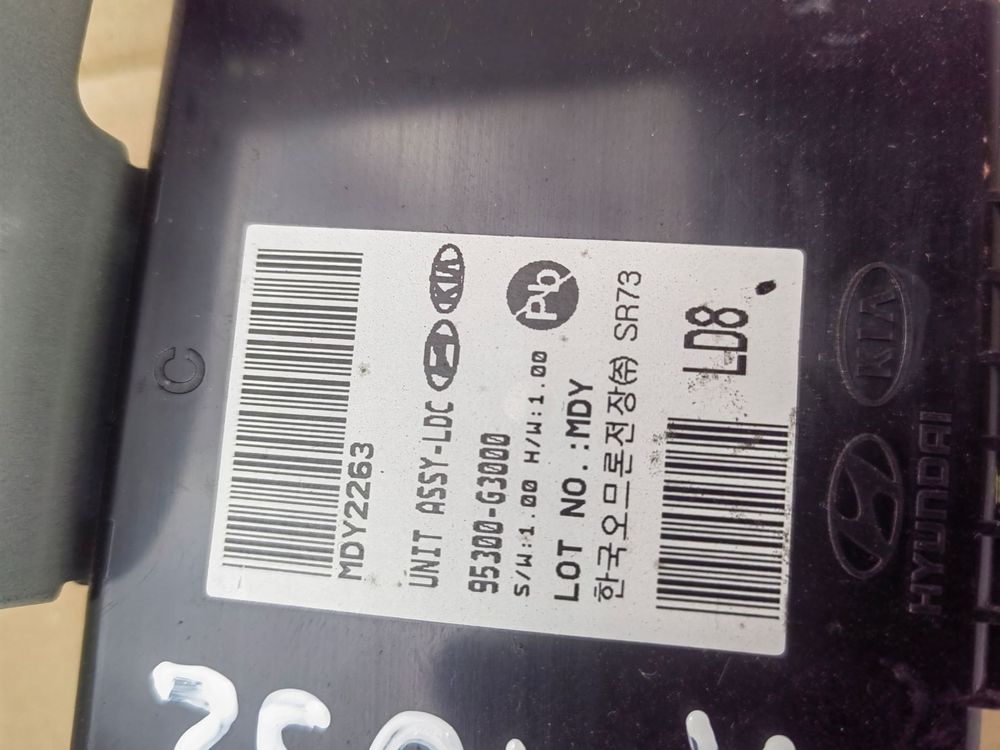 MDY2263
UNIT ASSY-LDC KIA
95300-G3000
S/W:1.00 H/W:1.00
Pb
LOT NO.:MDY
한국오므론전장(주) SR73
LD8
C
KIA
HYUNDAI